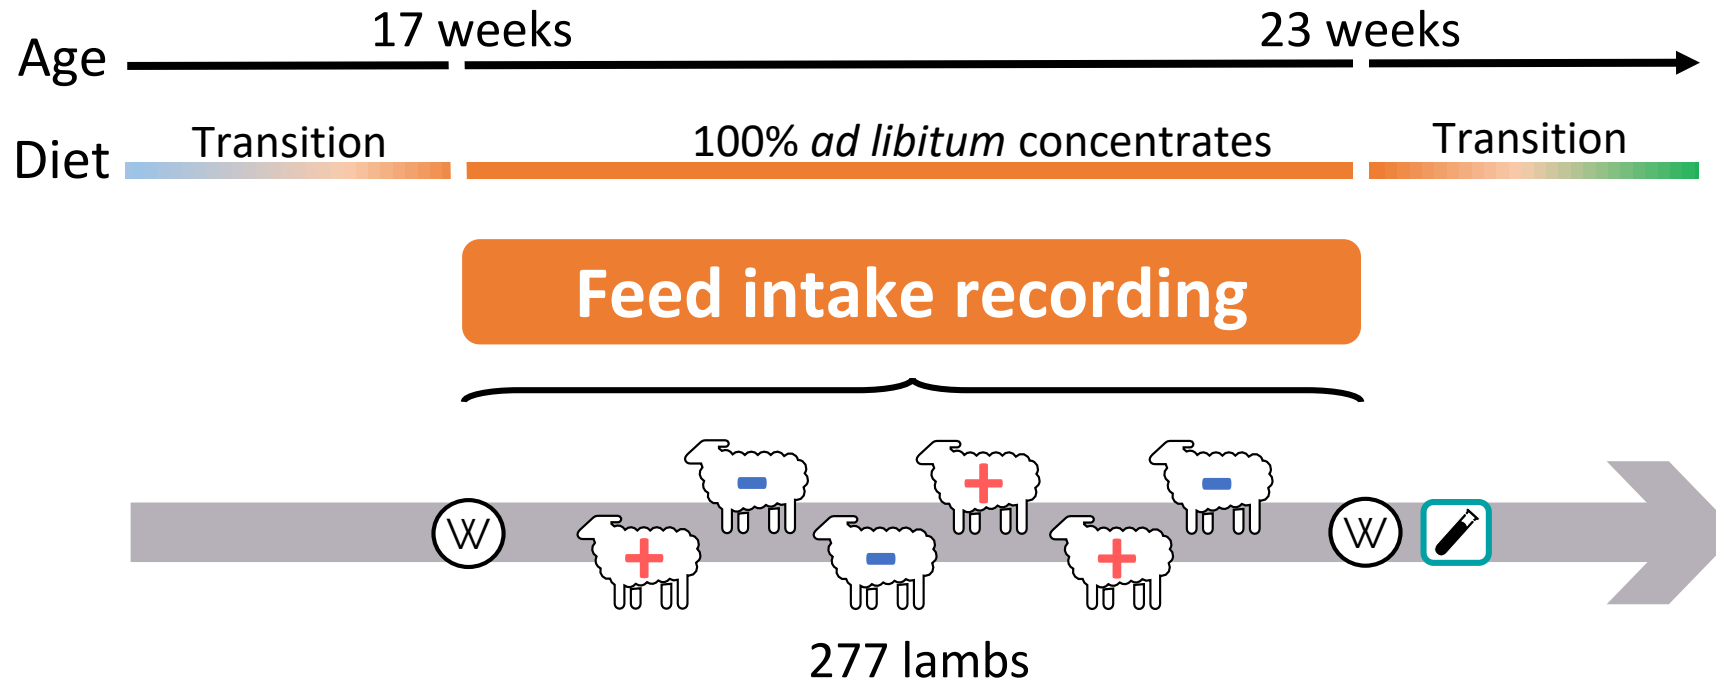 17 weeks
23 weeks
Age
Transition
100% ad libitum concentrates
Transition
Diet
Feed intake recording
W
W
277 lambs